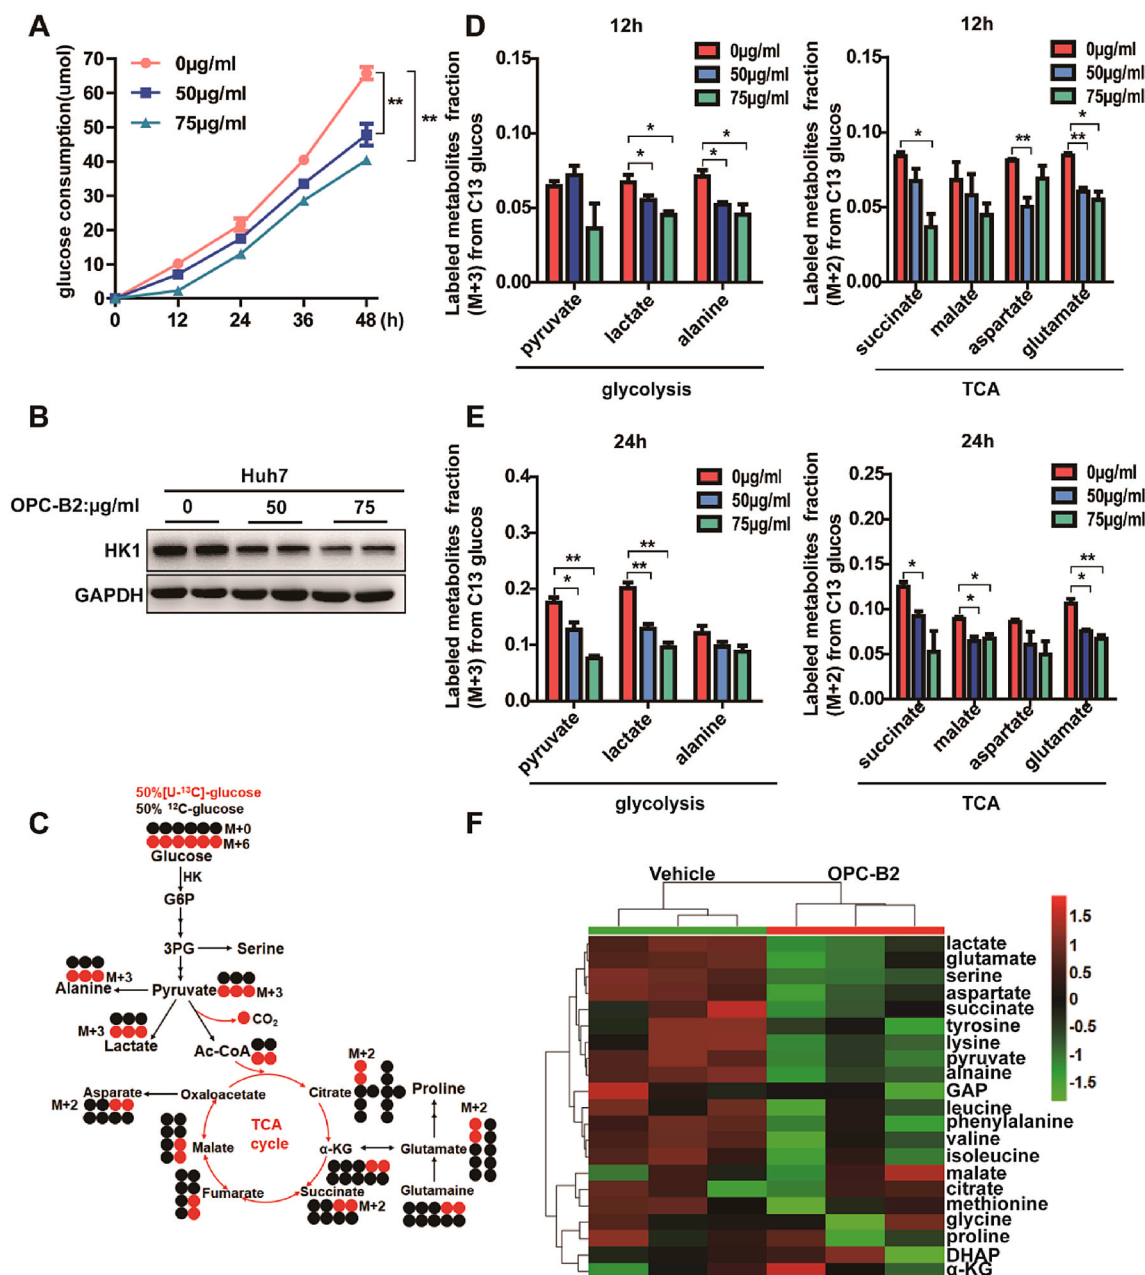 A
glucose consumption(umol)
70
60
50
40
30
20
10
0
0
12
24
36
48
(h)
0μg/ml
50μg/ml
75μg/ml
**
**
B
Huh7
OPC-B2:μg/ml
0
50
75
HK1
GAPDH
C
50%[U-¹³C]-glucose
50% ¹²C-glucose
M+0
M+6
Glucose
HK
G6P
3PG
Serine
M+3
Alanine
Pyruvate
M+3
CO₂
M+3
Lactate
Ac-CoA
M+2
Asparate
Oxaloacetate
Citrate
Proline
M+2
M+2
TCA
cycle
Malate
α-KG
Glutamate
Fumarate
Succinate
M+2
Glutamaine
D
12h
Labeled metabolites fraction
(M+3) from C13 glucos
0.15
0.10
0.05
0.00
0μg/ml
50μg/ml
75μg/ml
*
*
*
*
pyruvate
lactate
alanine
glycolysis
12h
Labeled metabolites fraction
(M+2) from C13 glucos
0.15
0.10
0.05
0.00
0μg/ml
50μg/ml
75μg/ml
*
**
*
**
succinate
malate
aspartate
glutamate
TCA
E
24h
Labeled metabolites fraction
(M+3) from C13 glucos
0.4
0.3
0.2
0.1
0.0
0μg/ml
50μg/ml
75μg/ml
**
*
**
**
pyruvate
lactate
alanine
glycolysis
24h
Labeled metabolites fraction
(M+2) from C13 glucos
0.25
0.20
0.15
0.10
0.05
0.00
0μg/ml
50μg/ml
75μg/ml
*
*
*
**
*
succinate
malate
aspartate
glutamate
TCA
F
Vehicle
OPC-B2
1.5
1
0.5
0
-0.5
-1
-1.5
lactate
glutamate
serine
aspartate
succinate
tyrosine
lysine
pyruvate
alnaine
GAP
leucine
phenylalanine
valine
isoleucine
malate
citrate
methionine
glycine
proline
DHAP
α-KG